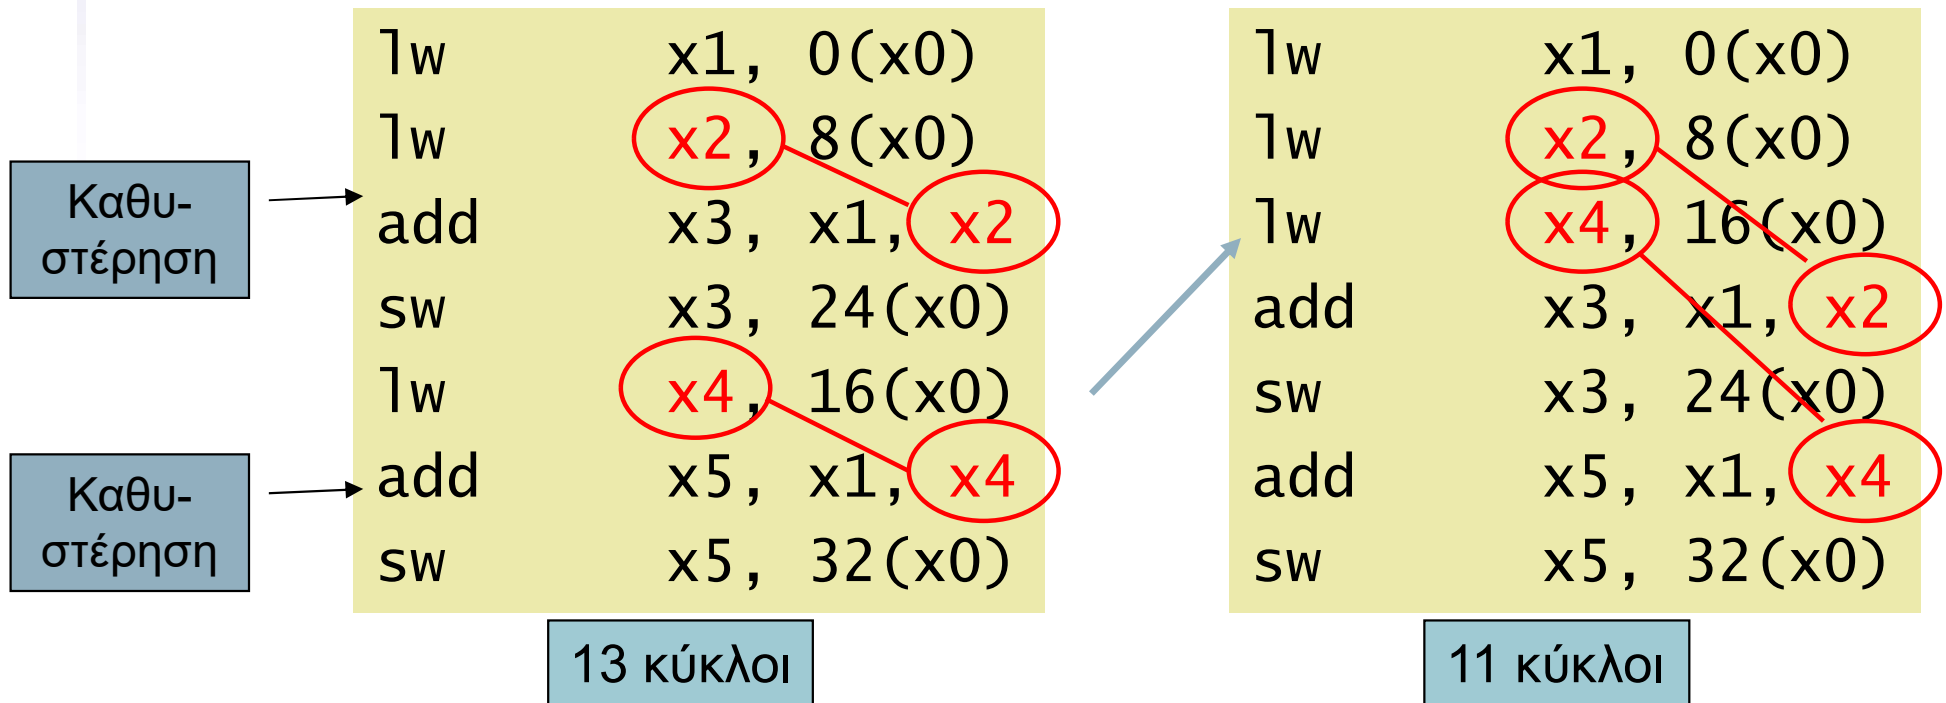 Καθυ-
στέρηση
Καθυ-
στέρηση
lw x1, 0(x0)
lw x2, 8(x0)
add x3, x1, x2
sw x3, 24(x0)
lw x4, 16(x0)
add x5, x1, x4
sw x5, 32(x0)
13 κύκλοι
lw x1, 0(x0)
lw x2, 8(x0)
lw x4, 16(x0)
add x3, x1, x2
sw x3, 24(x0)
add x5, x1, x4
sw x5, 32(x0)
11 κύκλοι